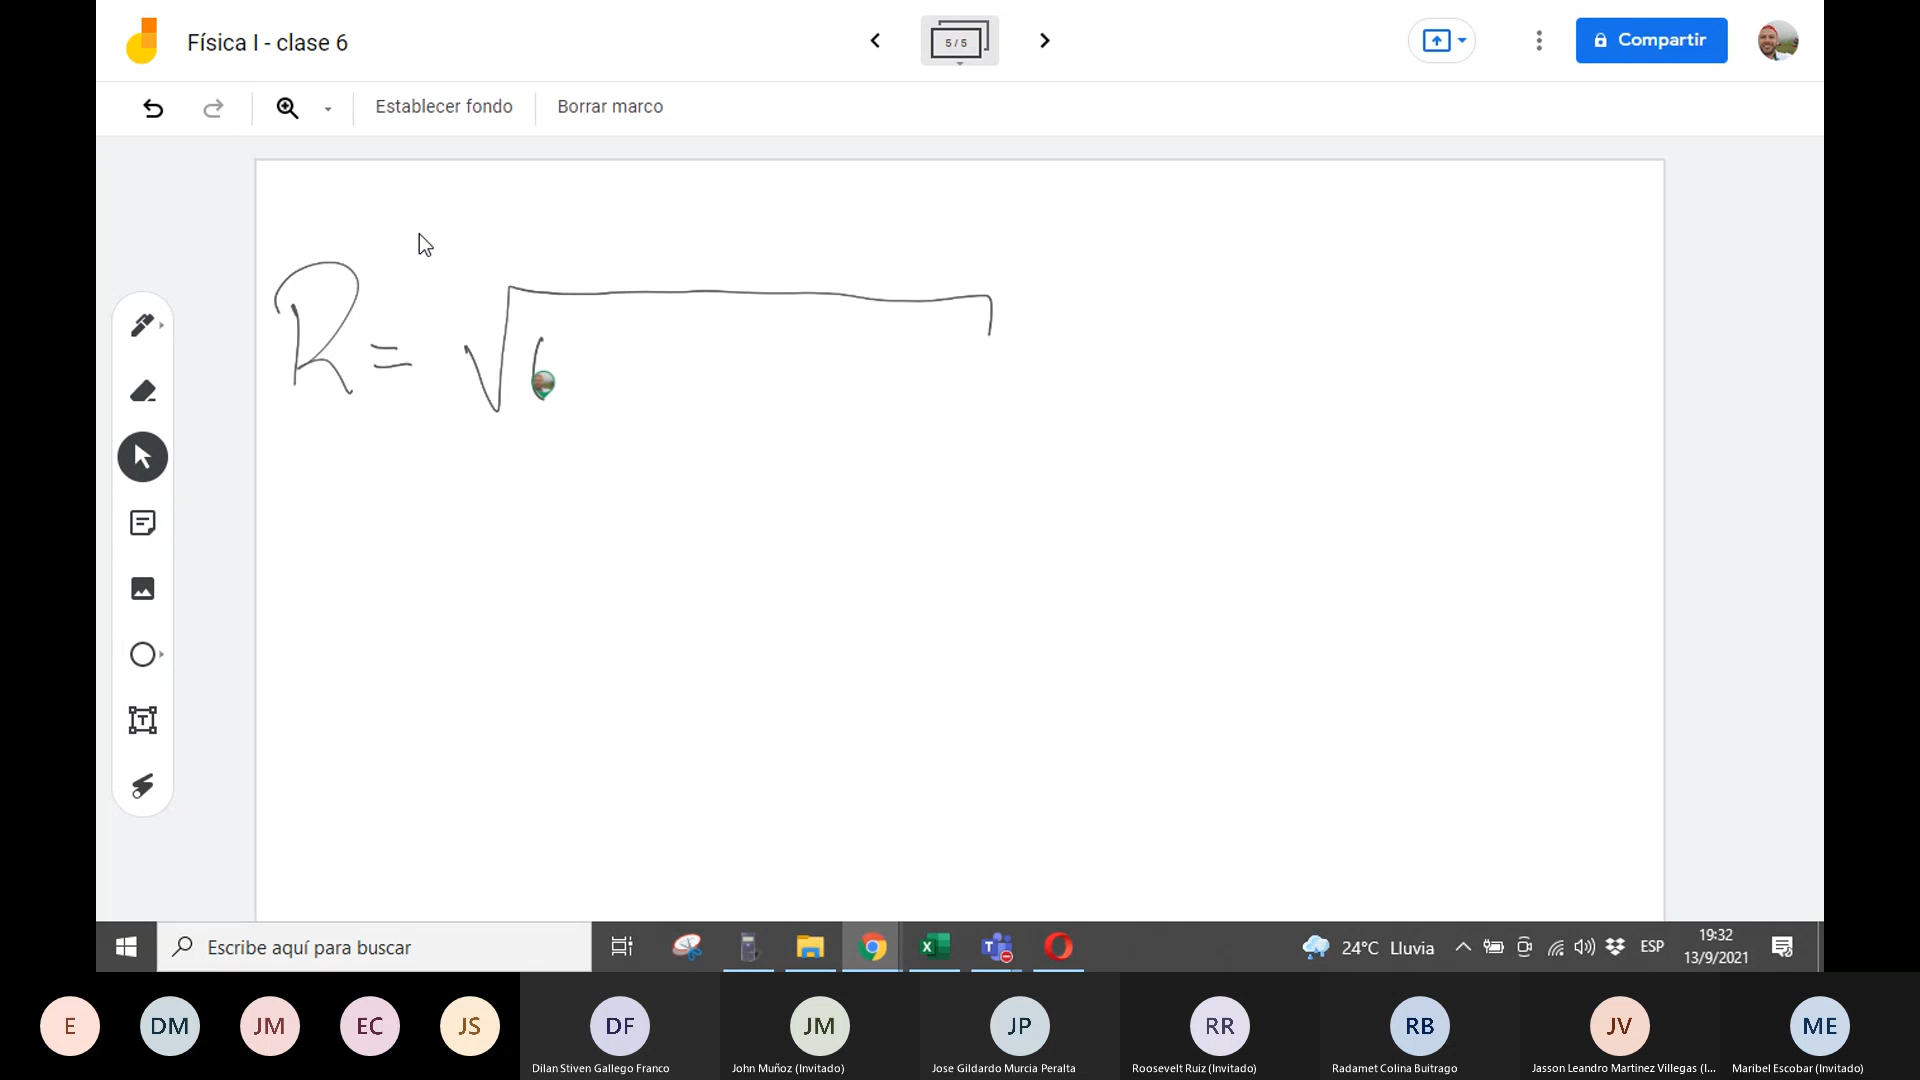 Física I - clase 6
5 / 5
Compartir
Establecer fondo
Borrar marco
R = √
Escribe aquí para buscar
24°C Lluvia
ESP
19:32
13/9/2021
E
DM
JM
EC
JS
DF
JM
JP
RR
RB
JV
ME
Dilan Stiven Gallego Franco
John Muñoz (Invitado)
Jose Gildardo Murcia Peralta
Roosevelt Ruiz (Invitado)
Radamet Colina Buitrago
Jasson Leandro Martinez Villegas (I...
Maribel Escobar (Invitado)